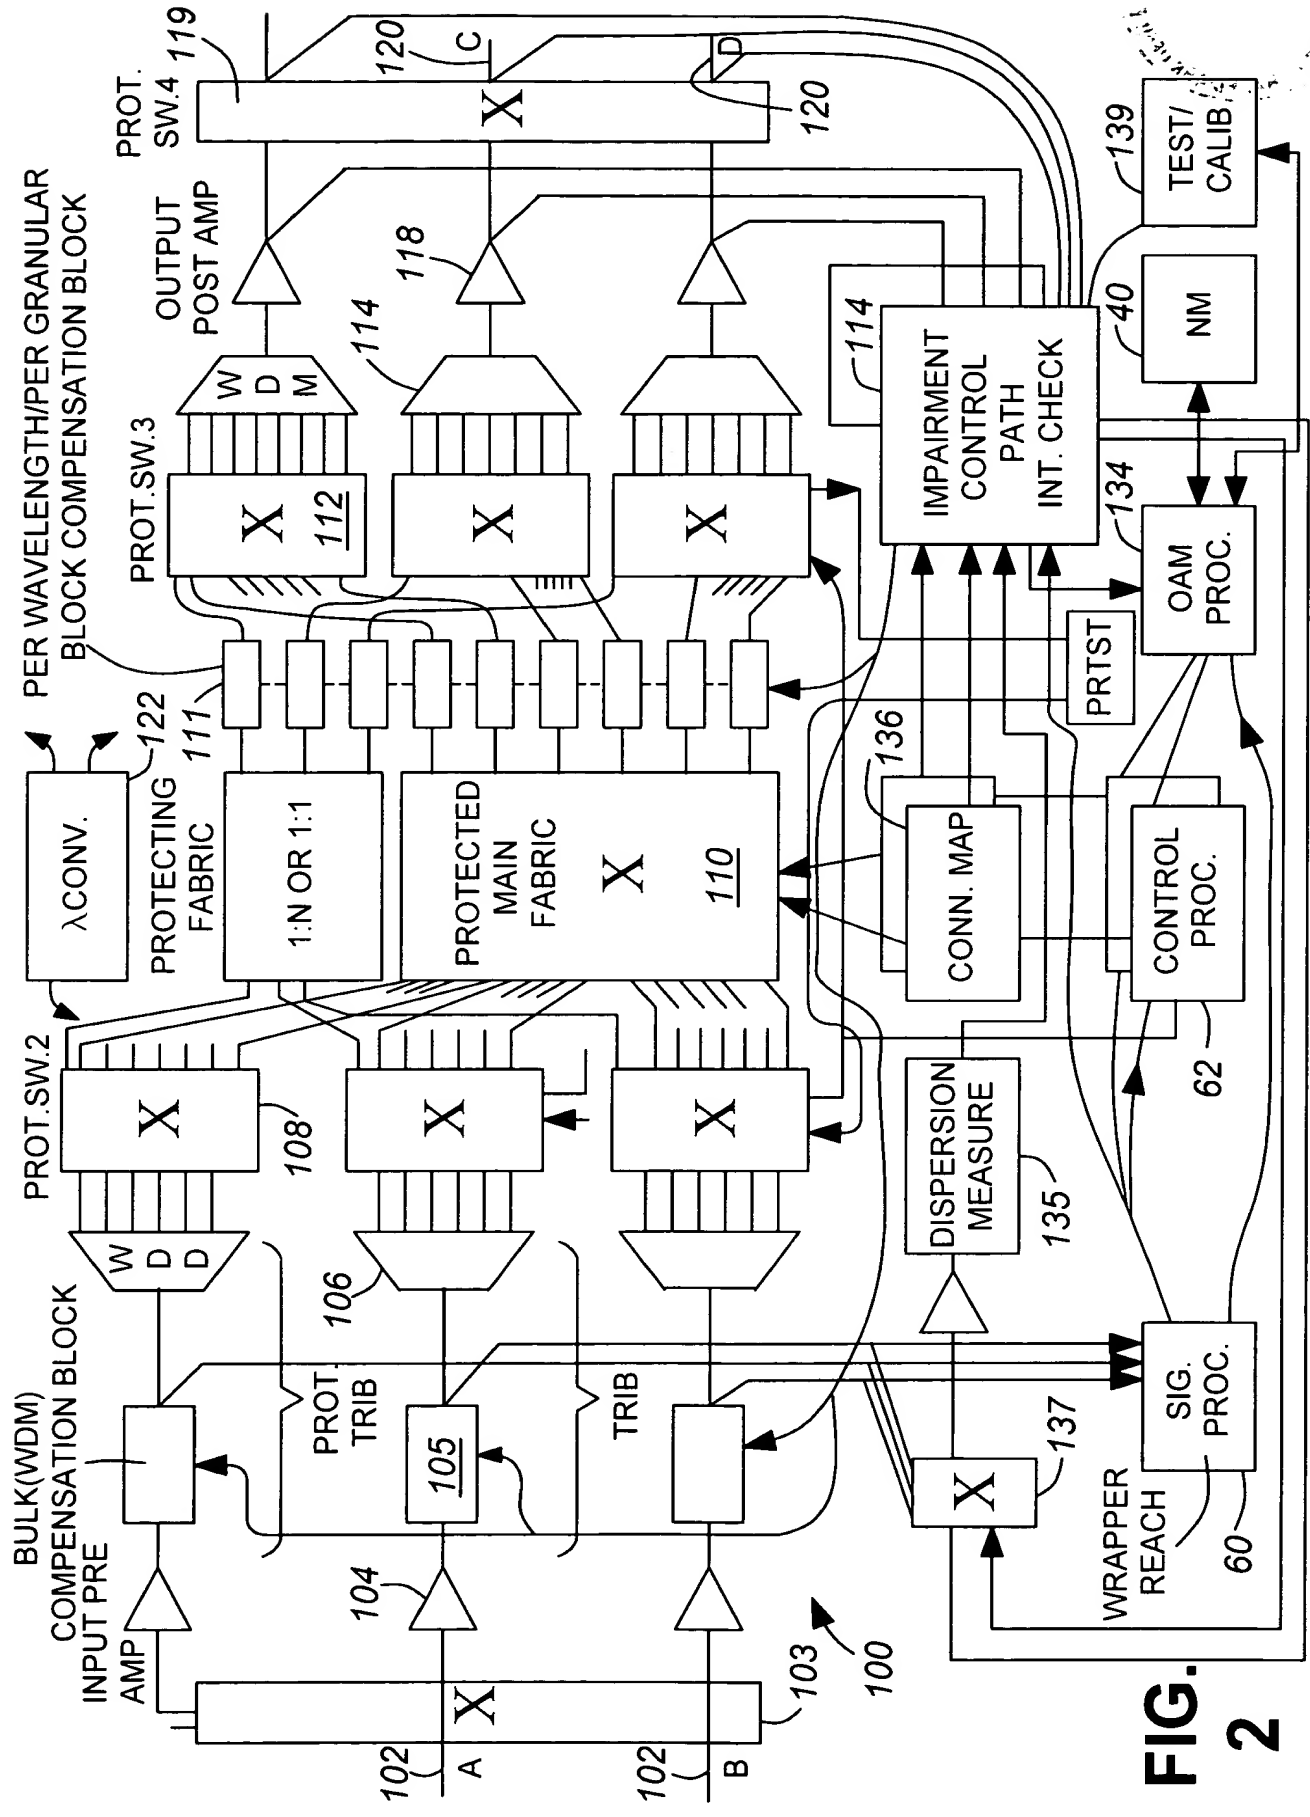 119
PROT.
SW.4
120
C
X
D
120
PER WAVELENGTH/PER GRANULAR
BLOCK COMPENSATION BLOCK
OUTPUT
POST AMP
118
114
W
D
M
PROT.SW.3
X
112
X
X
111
122
λCONV.
PROTECTING
FABRIC
1:N OR 1:1
PROTECTED
MAIN
FABRIC
X
110
PROT.SW.2
X
108
X
X
W
D
D
106
BULK(WDM)
COMPENSATION BLOCK
INPUT PRE
AMP
PROT.
TRIB
TRIB
105
104
X
103
102
A
102
B
100
114
IMPAIRMENT
CONTROL
PATH
INT. CHECK
139
TEST/
CALIB
40
NM
134
OAM
PROC.
PRTST
136
CONN. MAP
CONTROL
PROC.
62
DISPERSION
MEASURE
135
X
137
SIG.
PROC.
WRAPPER
REACH
60
FIG.
2